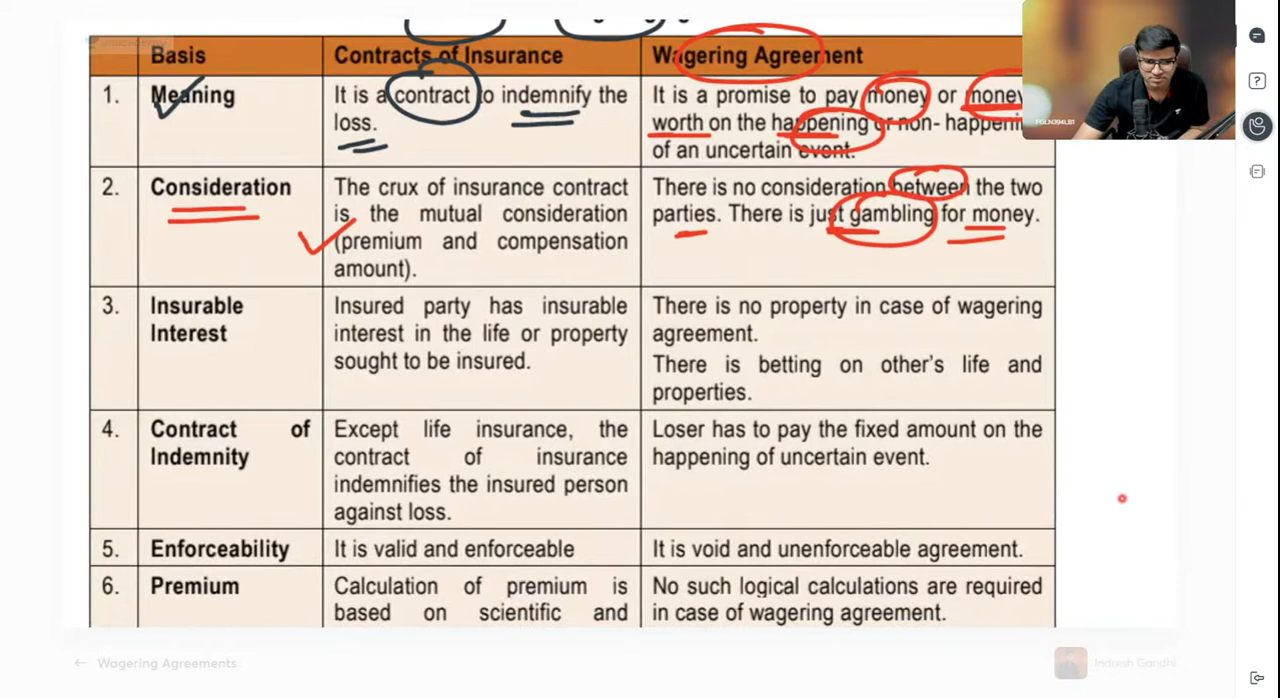 Basis Contracts of Insurance Wagering Agreement
1. Meaning It is a contract to indemnify the It is a promise to pay money or money
loss. worth on the happening or non- happening
of an uncertain event.
2. Consideration The crux of insurance contract There is no consideration between the two
is the mutual consideration parties. There is just gambling for money.
(premium and compensation
amount).
3. Insurable Insured party has insurable There is no property in case of wagering
Interest interest in the life or property agreement.
sought to be insured. There is betting on other's life and
properties.
4. Contract of Except life insurance, the Loser has to pay the fixed amount on the
Indemnity contract of insurance happening of uncertain event.
indemnifies the insured person
against loss.
5. Enforceability It is valid and enforceable It is void and unenforceable agreement.
6. Premium Calculation of premium is No such logical calculations are required
based on scientific and in case of wagering agreement.
Wagering Agreements Indresh Gandhi